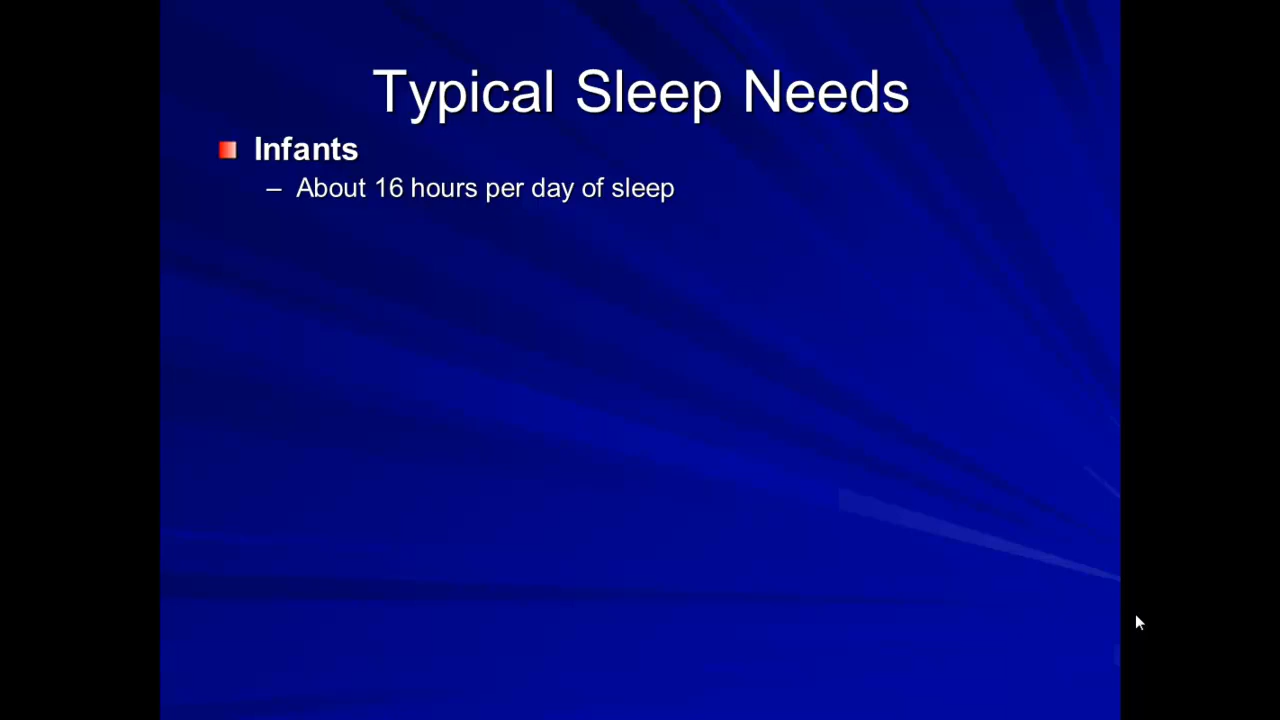 Typical Sleep Needs
Infants
– About 16 hours per day of sleep